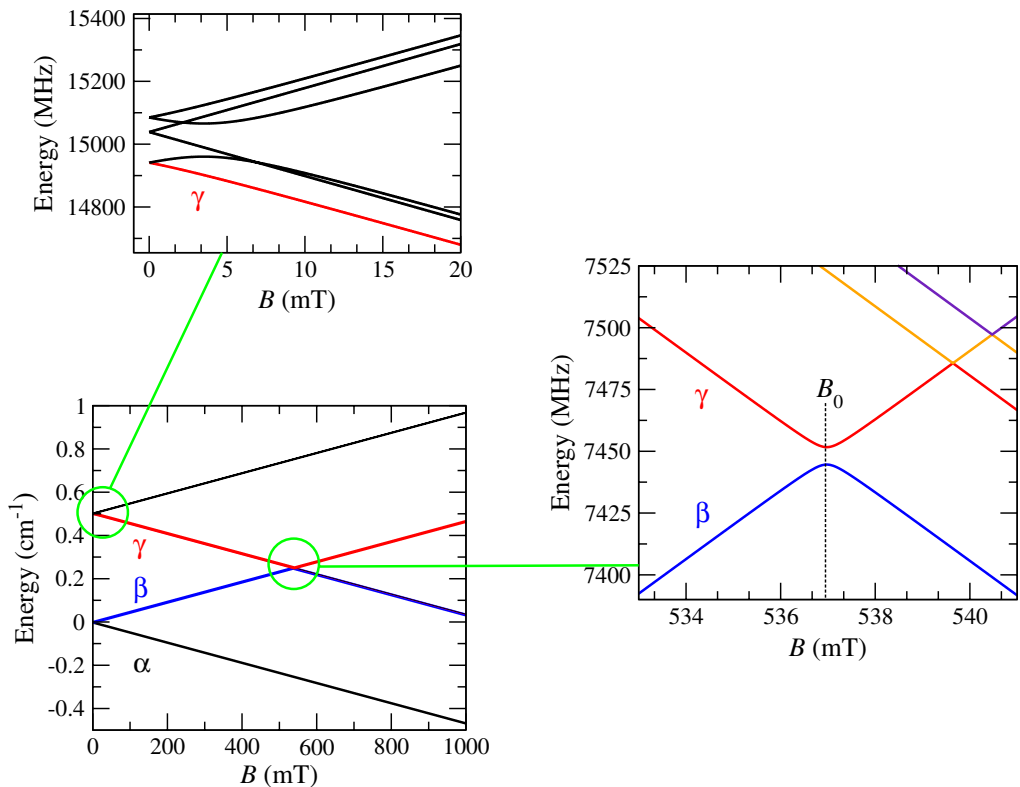 15400
15200
15000
14800
Energy (MHz)
γ
0 5 10 15 20
B (mT)
1
0.8
0.6
0.4
0.2
0
-0.2
-0.4
Energy (cm⁻¹)
γ
β
α
0 200 400 600 800 1000
B (mT)
7525
7500
7475
7450
7425
7400
Energy (MHz)
γ
B₀
β
534 536 538 540
B (mT)